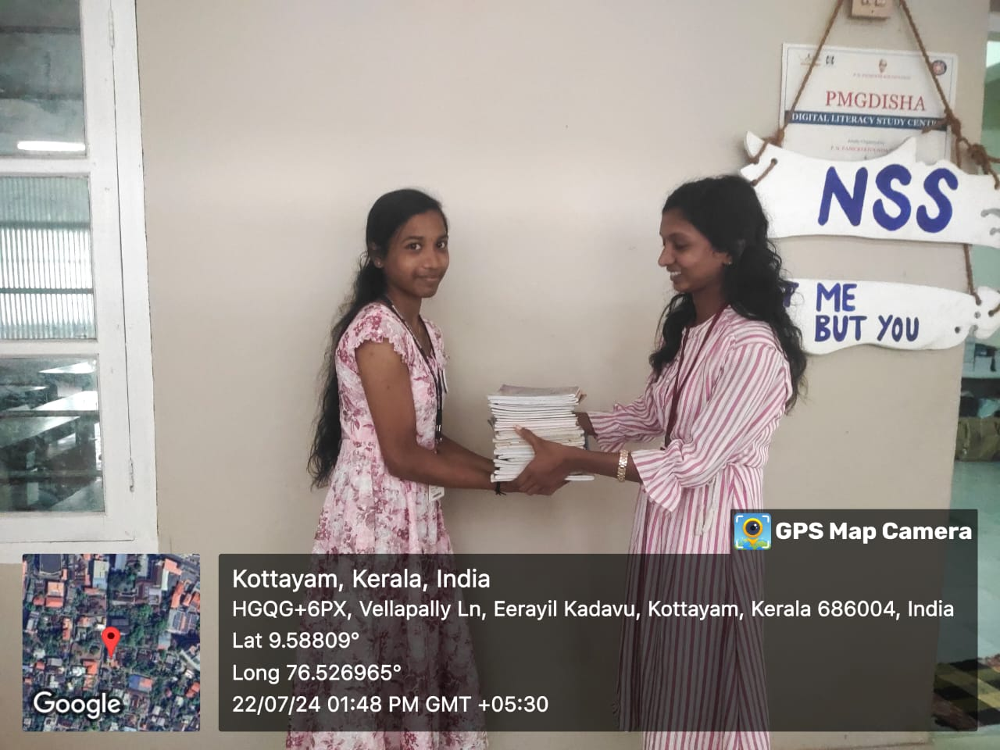 PMGDISHA
DIGITAL LITERACY STUDY CENTR
NSS
ME
BUT YOU
GPS Map Camera
Kottayam, Kerala, India
HGQG+6PX, Vellapally Ln, Eerayil Kadavu, Kottayam, Kerala 686004, India
Lat 9.58809°
Long 76.526965°
22/07/24 01:48 PM GMT +05:30
Google